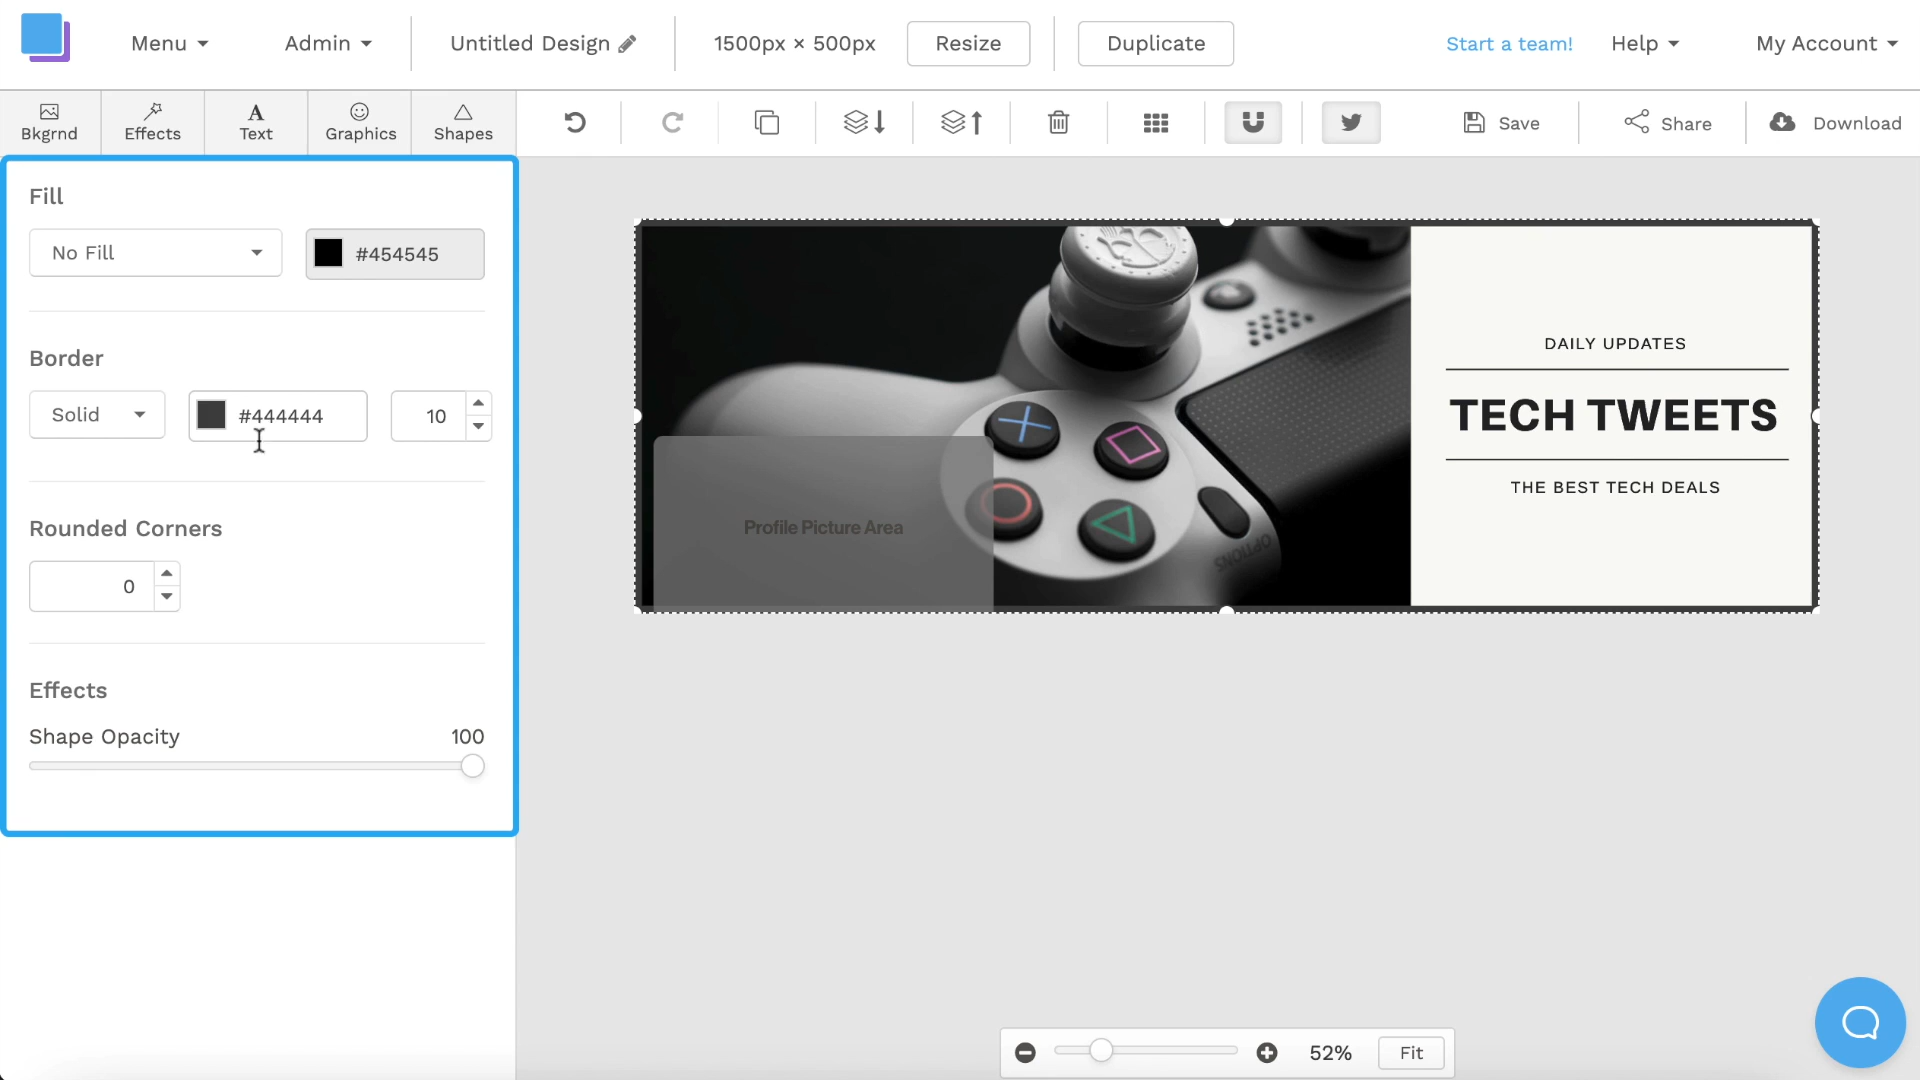 Menu
Admin
Untitled Design
1500px × 500px
Resize
Duplicate
Start a team!
Help
My Account
Bkgrnd
Effects
Text
Graphics
Shapes
Save
Share
Download
Fill
No Fill
#454545
Border
Solid
#444444
10
Rounded Corners
0
Effects
Shape Opacity
100
DAILY UPDATES
TECH TWEETS
THE BEST TECH DEALS
Profile Picture Area
OPTIONS
52%
Fit